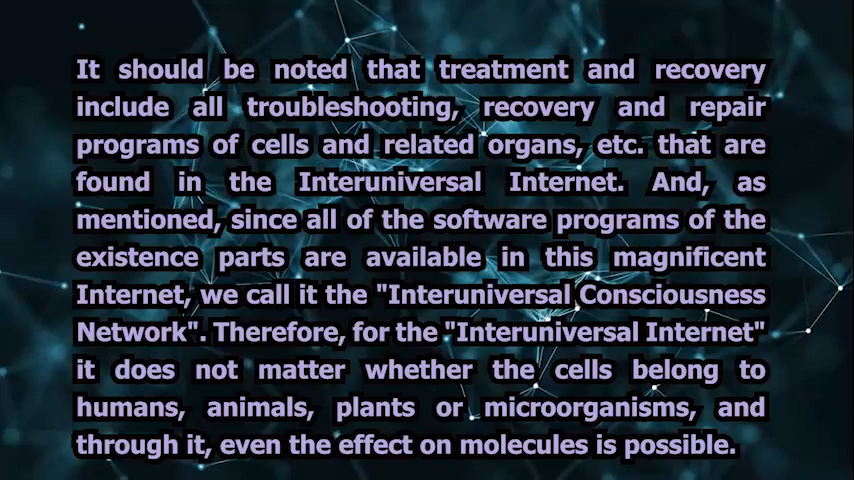 It should be noted that treatment and recovery
include all troubleshooting, recovery and repair
programs of cells and related organs, etc. that are
found in the Interuniversal Internet. And, as
mentioned, since all of the software programs of the
existence parts are available in this magnificent
Internet, we call it the "Interuniversal Consciousness
Network". Therefore, for the "Interuniversal Internet"
it does not matter whether the cells belong to
humans, animals, plants or microorganisms, and
through it, even the effect on molecules is possible.